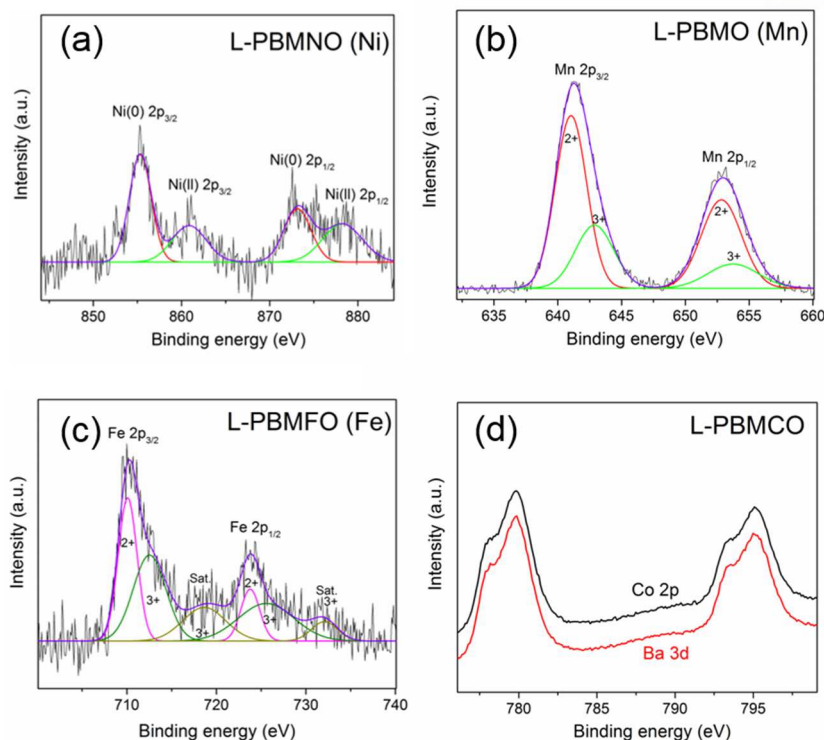 (a)
L-PBMNO (Ni)
Ni(0) 2p3/2
Ni(II) 2p3/2
Ni(0) 2p1/2
Ni(II) 2p1/2
Intensity (a.u.)
850 860 870 880
Binding energy (eV)
(b)
L-PBMO (Mn)
Mn 2p3/2
2+
3+
Mn 2p1/2
2+
3+
Intensity (a.u.)
635 640 645 650 655 660
Binding energy (eV)
(c)
L-PBMFO (Fe)
Fe 2p3/2
2+
3+
Sat.
3+
Fe 2p1/2
2+
3+
Sat.
3+
Intensity (a.u.)
710 720 730 740
Binding energy (eV)
(d)
L-PBMCO
Co 2p
Ba 3d
Intensity (a.u.)
780 785 790 795
Binding energy (eV)